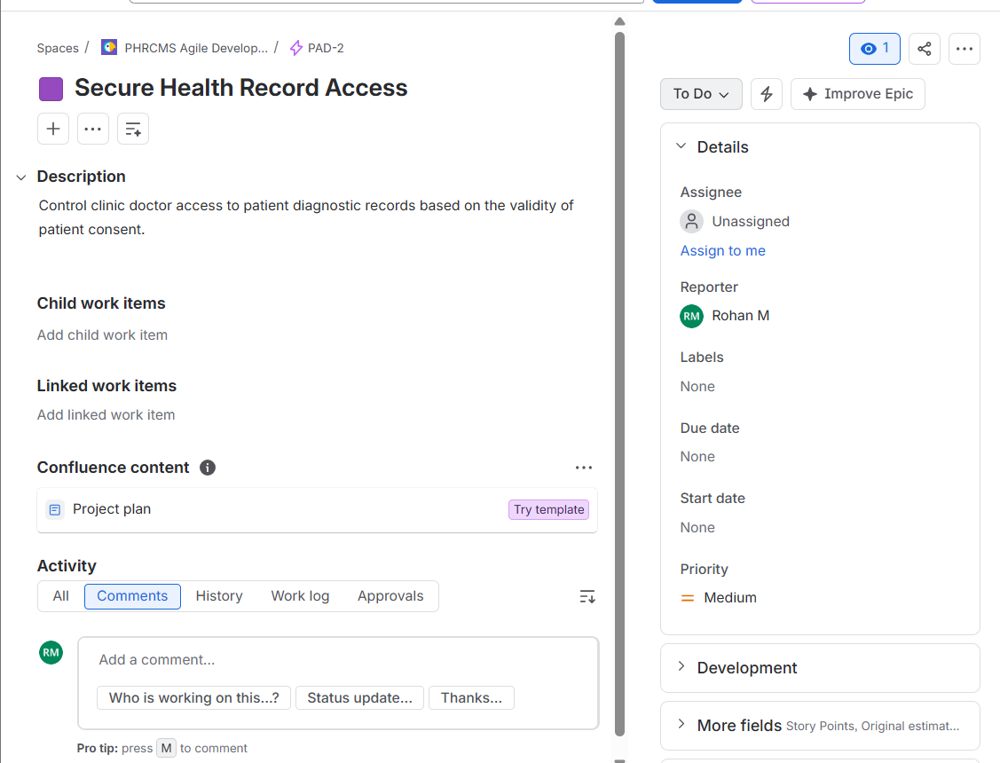 Spaces / PHRCMS Agile Develop... / PAD-2
Secure Health Record Access
Description
Control clinic doctor access to patient diagnostic records based on the validity of
patient consent.
Child work items
Add child work item
Linked work items
Add linked work item
Confluence content
Project plan
Try template
Activity
All
Comments
History
Work log
Approvals
RM
Add a comment...
Who is working on this...?
Status update...
Thanks...
Pro tip: press M to comment
1
To Do
Improve Epic
Details
Assignee
Unassigned
Assign to me
Reporter
RM Rohan M
Labels
None
Due date
None
Start date
None
Priority
Medium
Development
More fields Story Points, Original estimat...